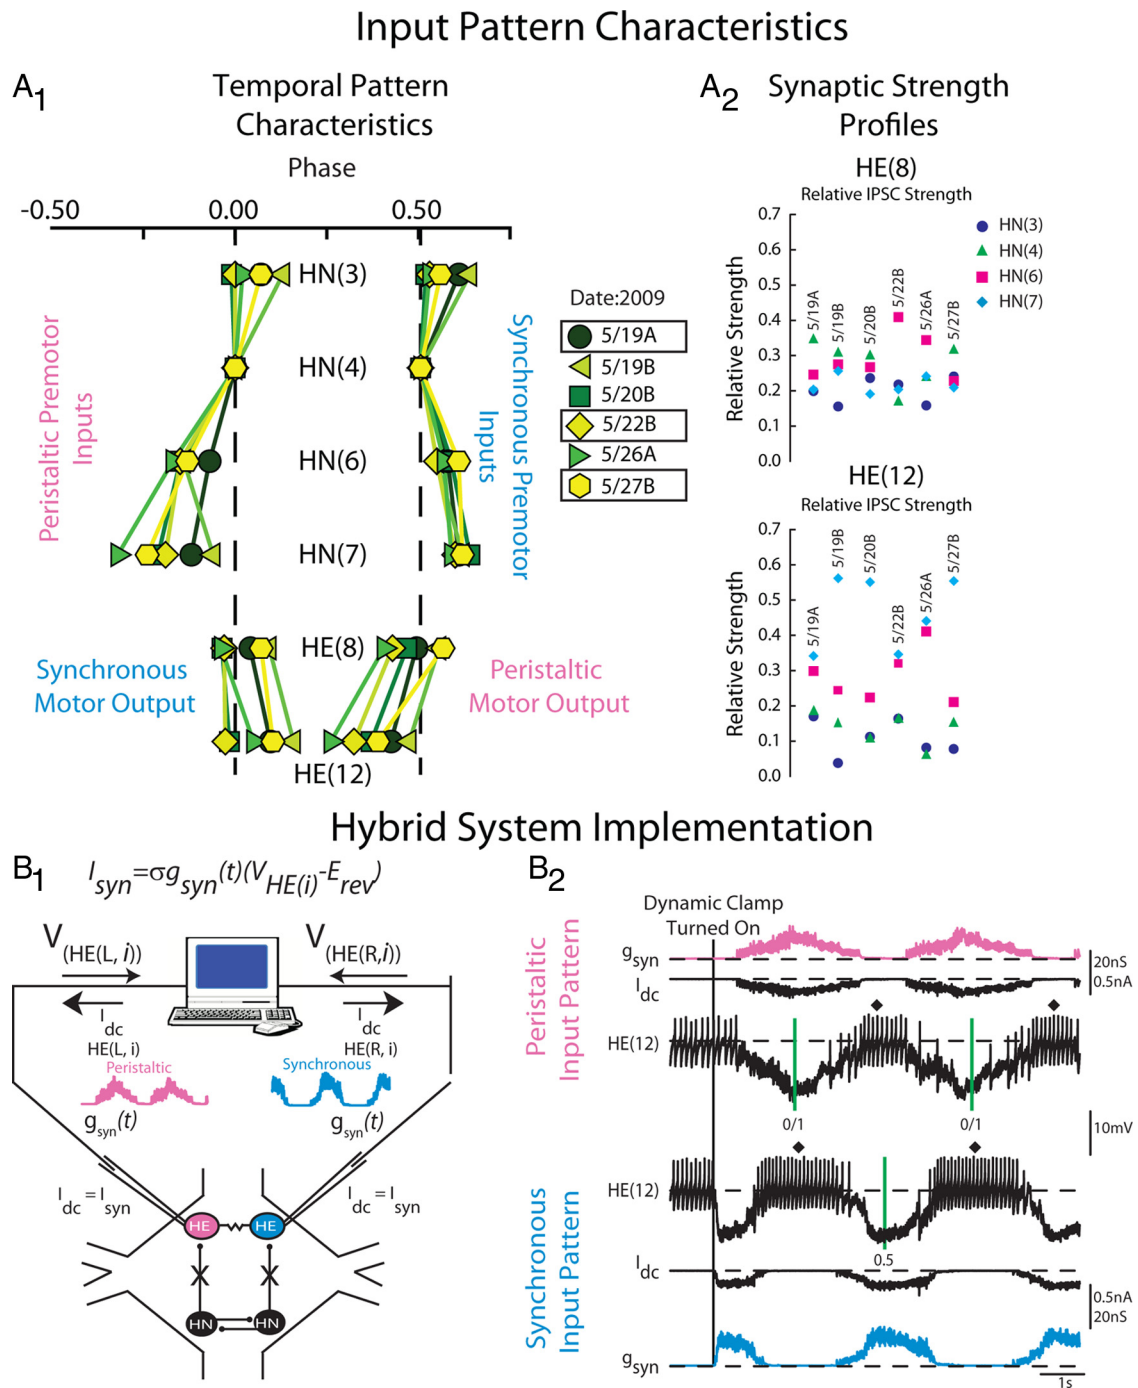 Input Pattern Characteristics
A1
Temporal Pattern
Characteristics
Phase
-0.50
0.00
0.50
HN(3)
HN(4)
HN(6)
HN(7)
HE(8)
HE(12)
Peristaltic Premotor
Inputs
Synchronous Premotor
Inputs
Synchronous
Motor Output
Peristaltic
Motor Output
Date:2009
5/19A
5/19B
5/20B
5/22B
5/26A
5/27B
A2
Synaptic Strength
Profiles
HE(8)
Relative IPSC Strength
Relative Strength
0.7
0.6
0.5
0.4
0.3
0.2
0.1
0.0
5/19A
5/19B
5/20B
5/22B
5/26A
5/27B
HN(3)
HN(4)
HN(6)
HN(7)
HE(12)
Relative IPSC Strength
Relative Strength
0.7
0.6
0.5
0.4
0.3
0.2
0.1
0.0
5/19A
5/19B
5/20B
5/22B
5/26A
5/27B
Hybrid System Implementation
B1
Isyn=σgsyn(t)(VHE(i)-Erev)
V(HE(L, i))
V(HE(R,i))
Idc
HE(L, i)
Idc
HE(R, i)
Peristaltic
Synchronous
gsyn(t)
gsyn(t)
Idc = Isyn
Idc = Isyn
HE
HE
HN
HN
B2
Dynamic Clamp
Turned On
Peristaltic
Input Pattern
gsyn
20nS
0.5nA
Idc
HE(12)
0/1
0/1
10mV
Synchronous
Input Pattern
HE(12)
0.5
Idc
0.5nA
20nS
gsyn
1s